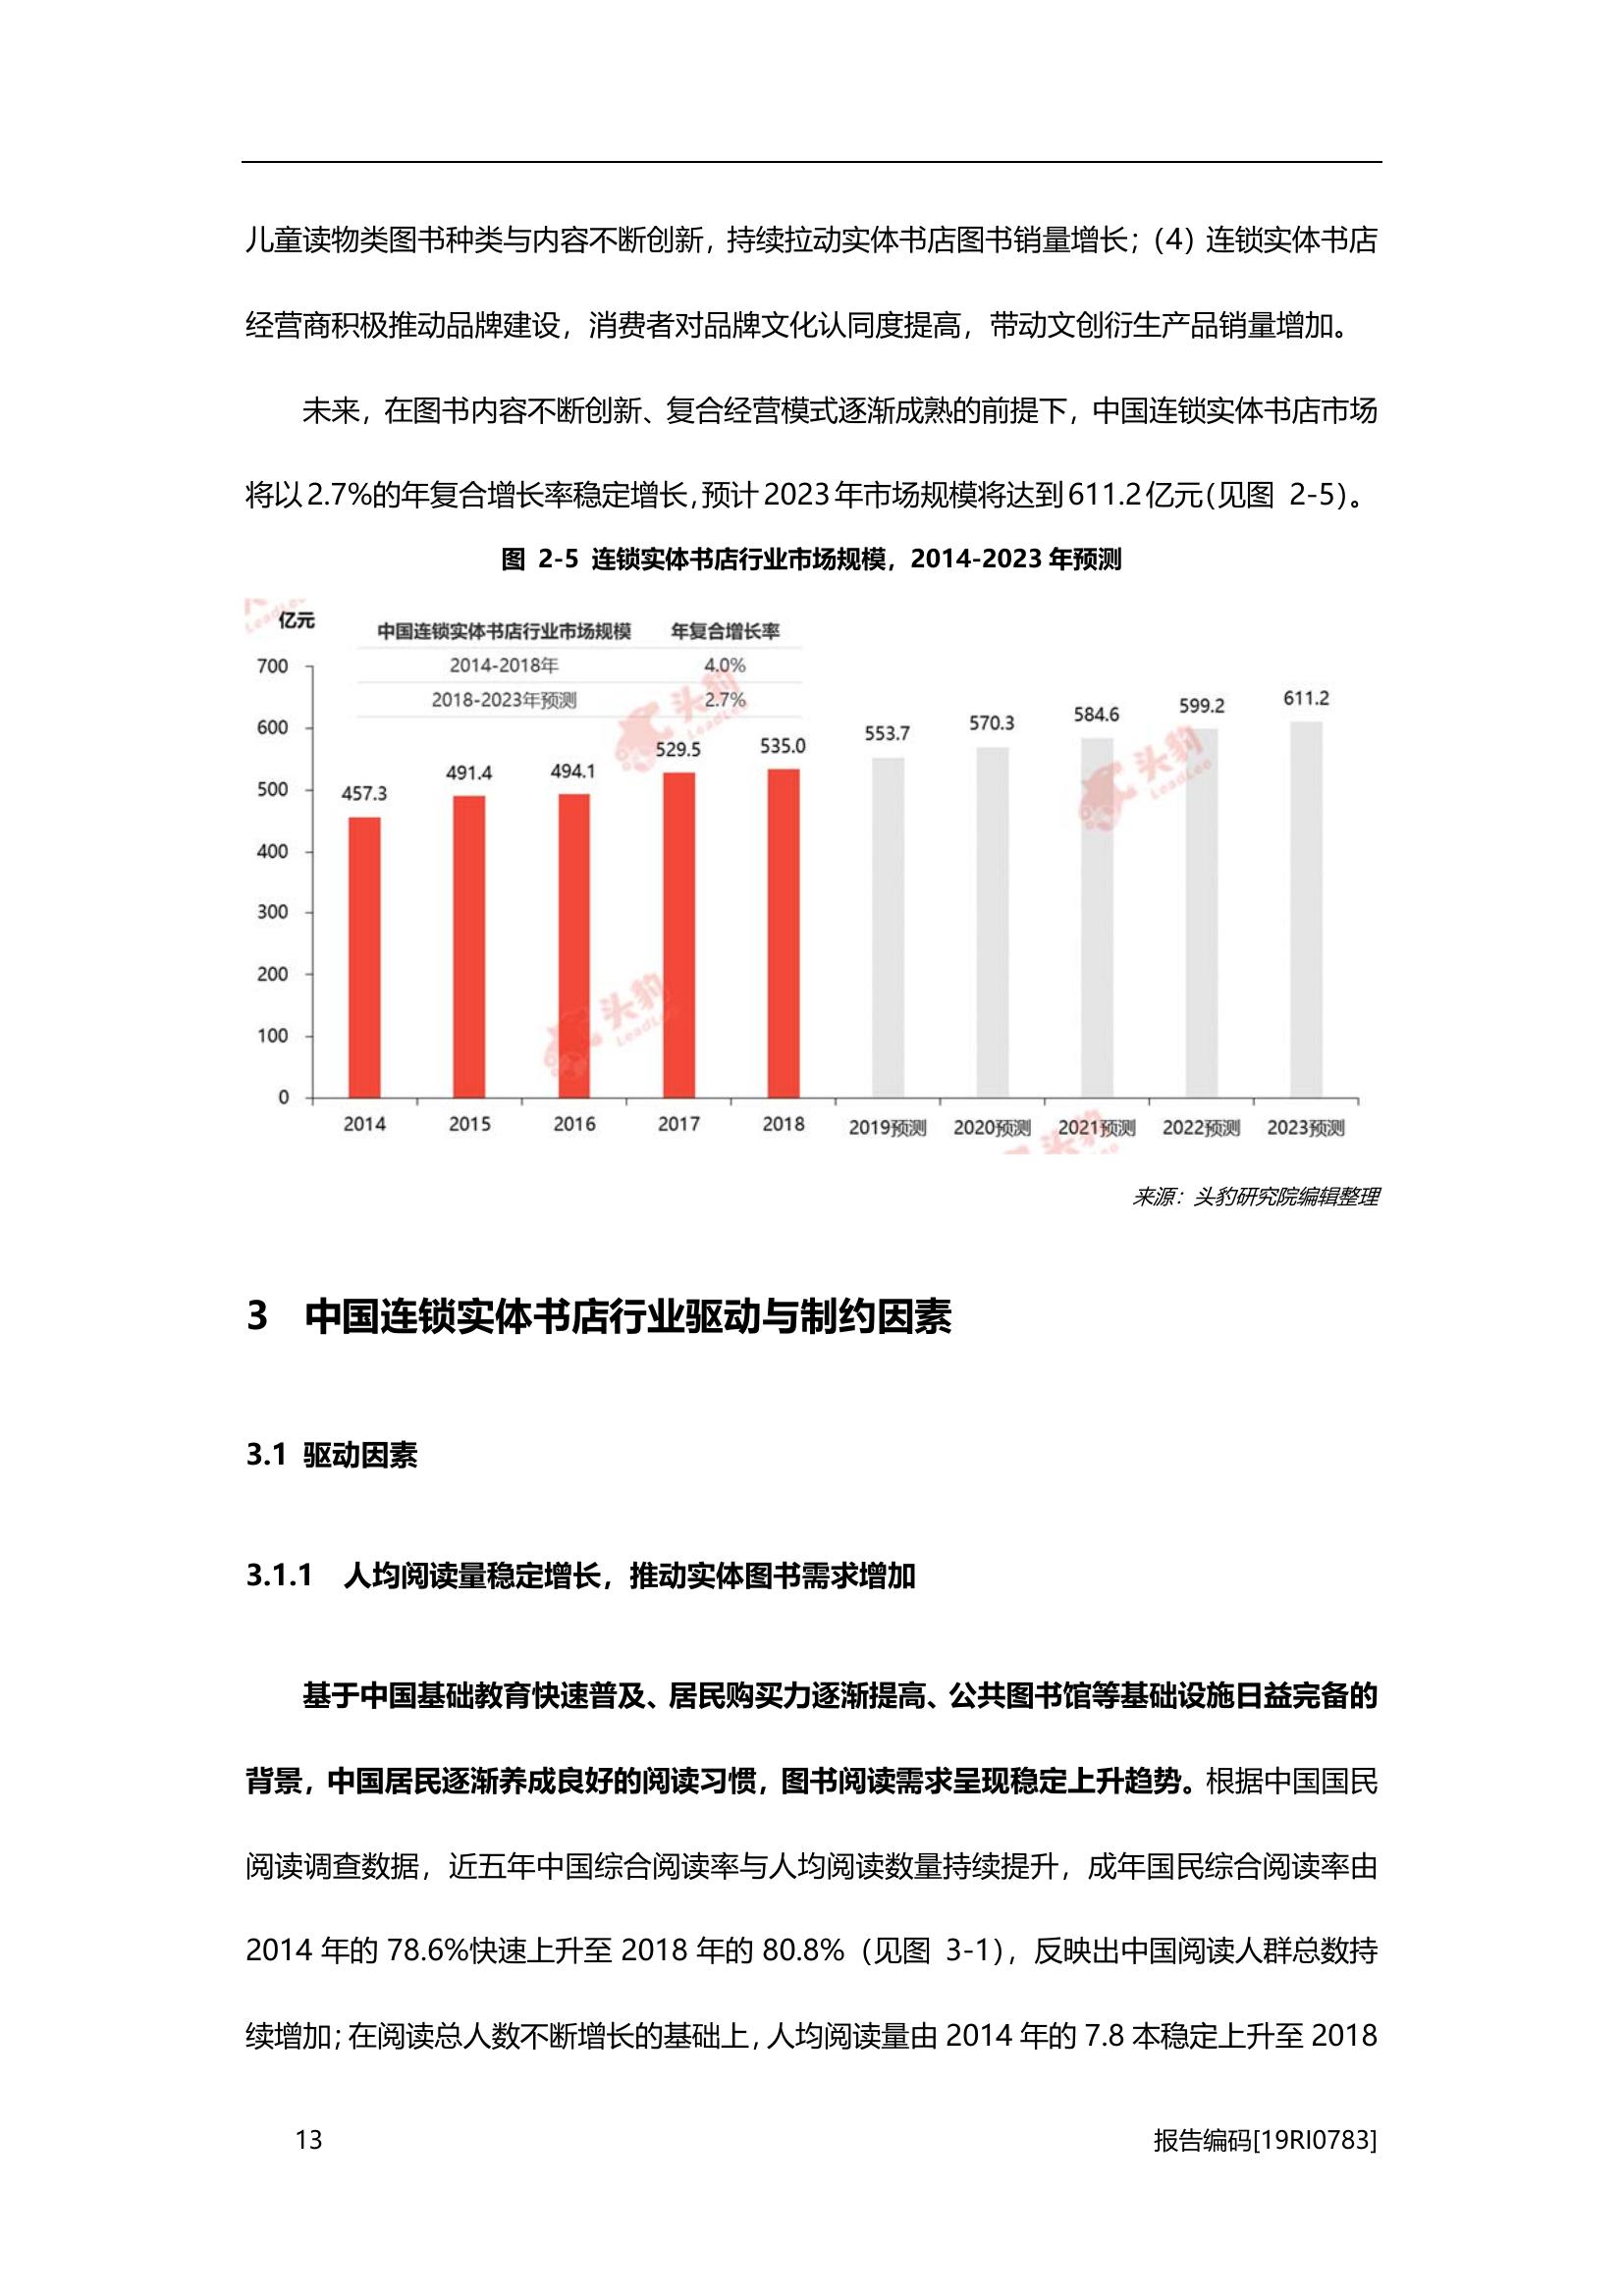 儿童读物类图书种类与内容不断创新，持续拉动实体书店图书销量增长；（4）连锁实体书店
经营商积极推动品牌建设，消费者对品牌文化认同度提高，带动文创衍生产品销量增加。
未来，在图书内容不断创新、复合经营模式逐渐成熟的前提下，中国连锁实体书店市场
将以2.7%的年复合增长率稳定增长，预计2023年市场规模将达到611.2亿元（见图 2-5）。
图 2-5 连锁实体书店行业市场规模，2014-2023 年预测
亿元
中国连锁实体书店行业市场规模 年复合增长率
2014-2018年 4.0%
2018-2023年预测 2.7%
700
600
500
400
300
200
100
0
457.3 491.4 494.1 529.5 535.0 553.7 570.3 584.6 599.2 611.2
2014 2015 2016 2017 2018 2019预测 2020预测 2021预测 2022预测 2023预测
头豹
LeadLeo
头豹
LeadLeo
头豹
LeadLeo
头豹
来源：头豹研究院编辑整理
3 中国连锁实体书店行业驱动与制约因素
3.1 驱动因素
3.1.1 人均阅读量稳定增长，推动实体图书需求增加
基于中国基础教育快速普及、居民购买力逐渐提高、公共图书馆等基础设施日益完备的
背景，中国居民逐渐养成良好的阅读习惯，图书阅读需求呈现稳定上升趋势。根据中国国民
阅读调查数据，近五年中国综合阅读率与人均阅读数量持续提升，成年国民综合阅读率由
2014 年的 78.6%快速上升至 2018 年的 80.8%（见图 3-1），反映出中国阅读人群总数持
续增加；在阅读总人数不断增长的基础上，人均阅读量由 2014 年的 7.8 本稳定上升至 2018
13 报告编码[19RI0783]